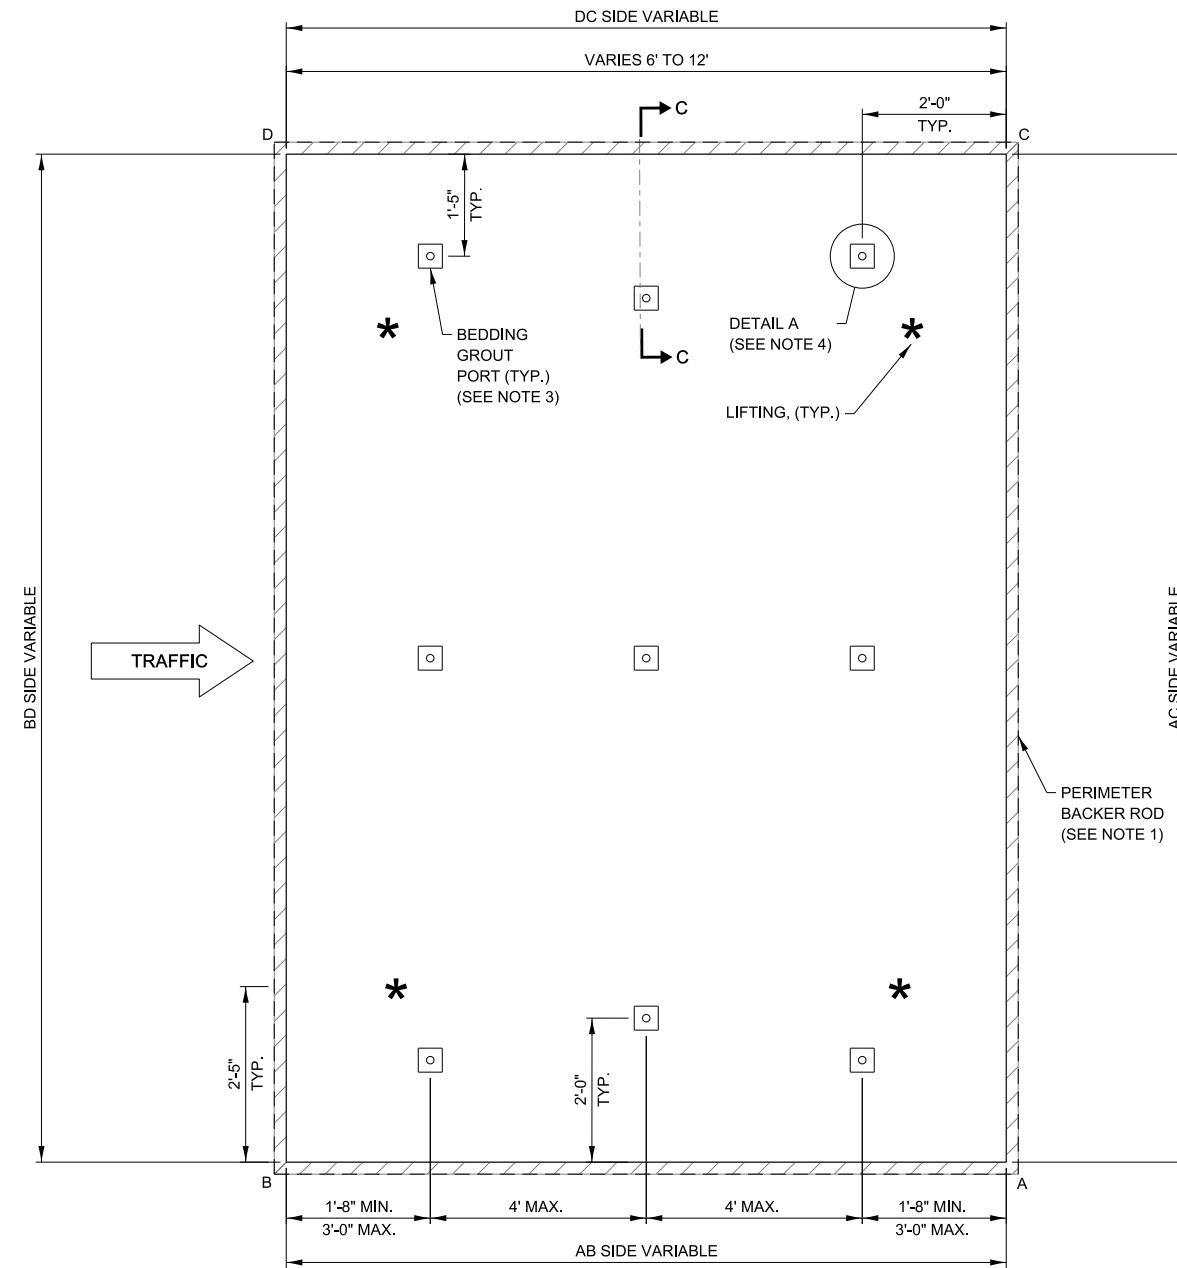 DC SIDE VARIABLE
VARIES 6' TO 12'
2'-0"
TYP.
C
D
C
1'-5"
TYP.
BEDDING
GROUT
PORT (TYP.)
(SEE NOTE 3)
C
DETAIL A
(SEE NOTE 4)
LIFTING, (TYP.)
*
*
BD SIDE VARIABLE
TRAFFIC
AC SIDE VARIABLE
PERIMETER
BACKER ROD
(SEE NOTE 1)
*
*
2'-5"
TYP.
2'-0"
TYP.
B
A
1'-8" MIN.
3'-0" MAX.
4' MAX.
4' MAX.
1'-8" MIN.
3'-0" MAX.
AB SIDE VARIABLE